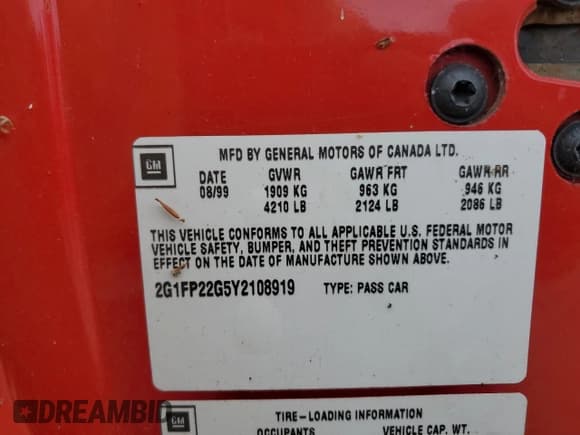 GM
MFD BY GENERAL MOTORS OF CANADA LTD.
DATE GVWR GAWR FRT GAWR RR
08/99 1909 KG 963 KG 946 KG
4210 LB 2124 LB 2086 LB
THIS VEHICLE CONFORMS TO ALL APPLICABLE U.S. FEDERAL MOTOR
VEHICLE SAFETY, BUMPER, AND THEFT PREVENTION STANDARDS IN
EFFECT ON THE DATE OF MANUFACTURE SHOWN ABOVE.
2G1FP22G5Y2108919 TYPE: PASS CAR
GM
TIRE-LOADING INFORMATION
OCCUPANTS VEHICLE CAP. WT.
DREAMBID